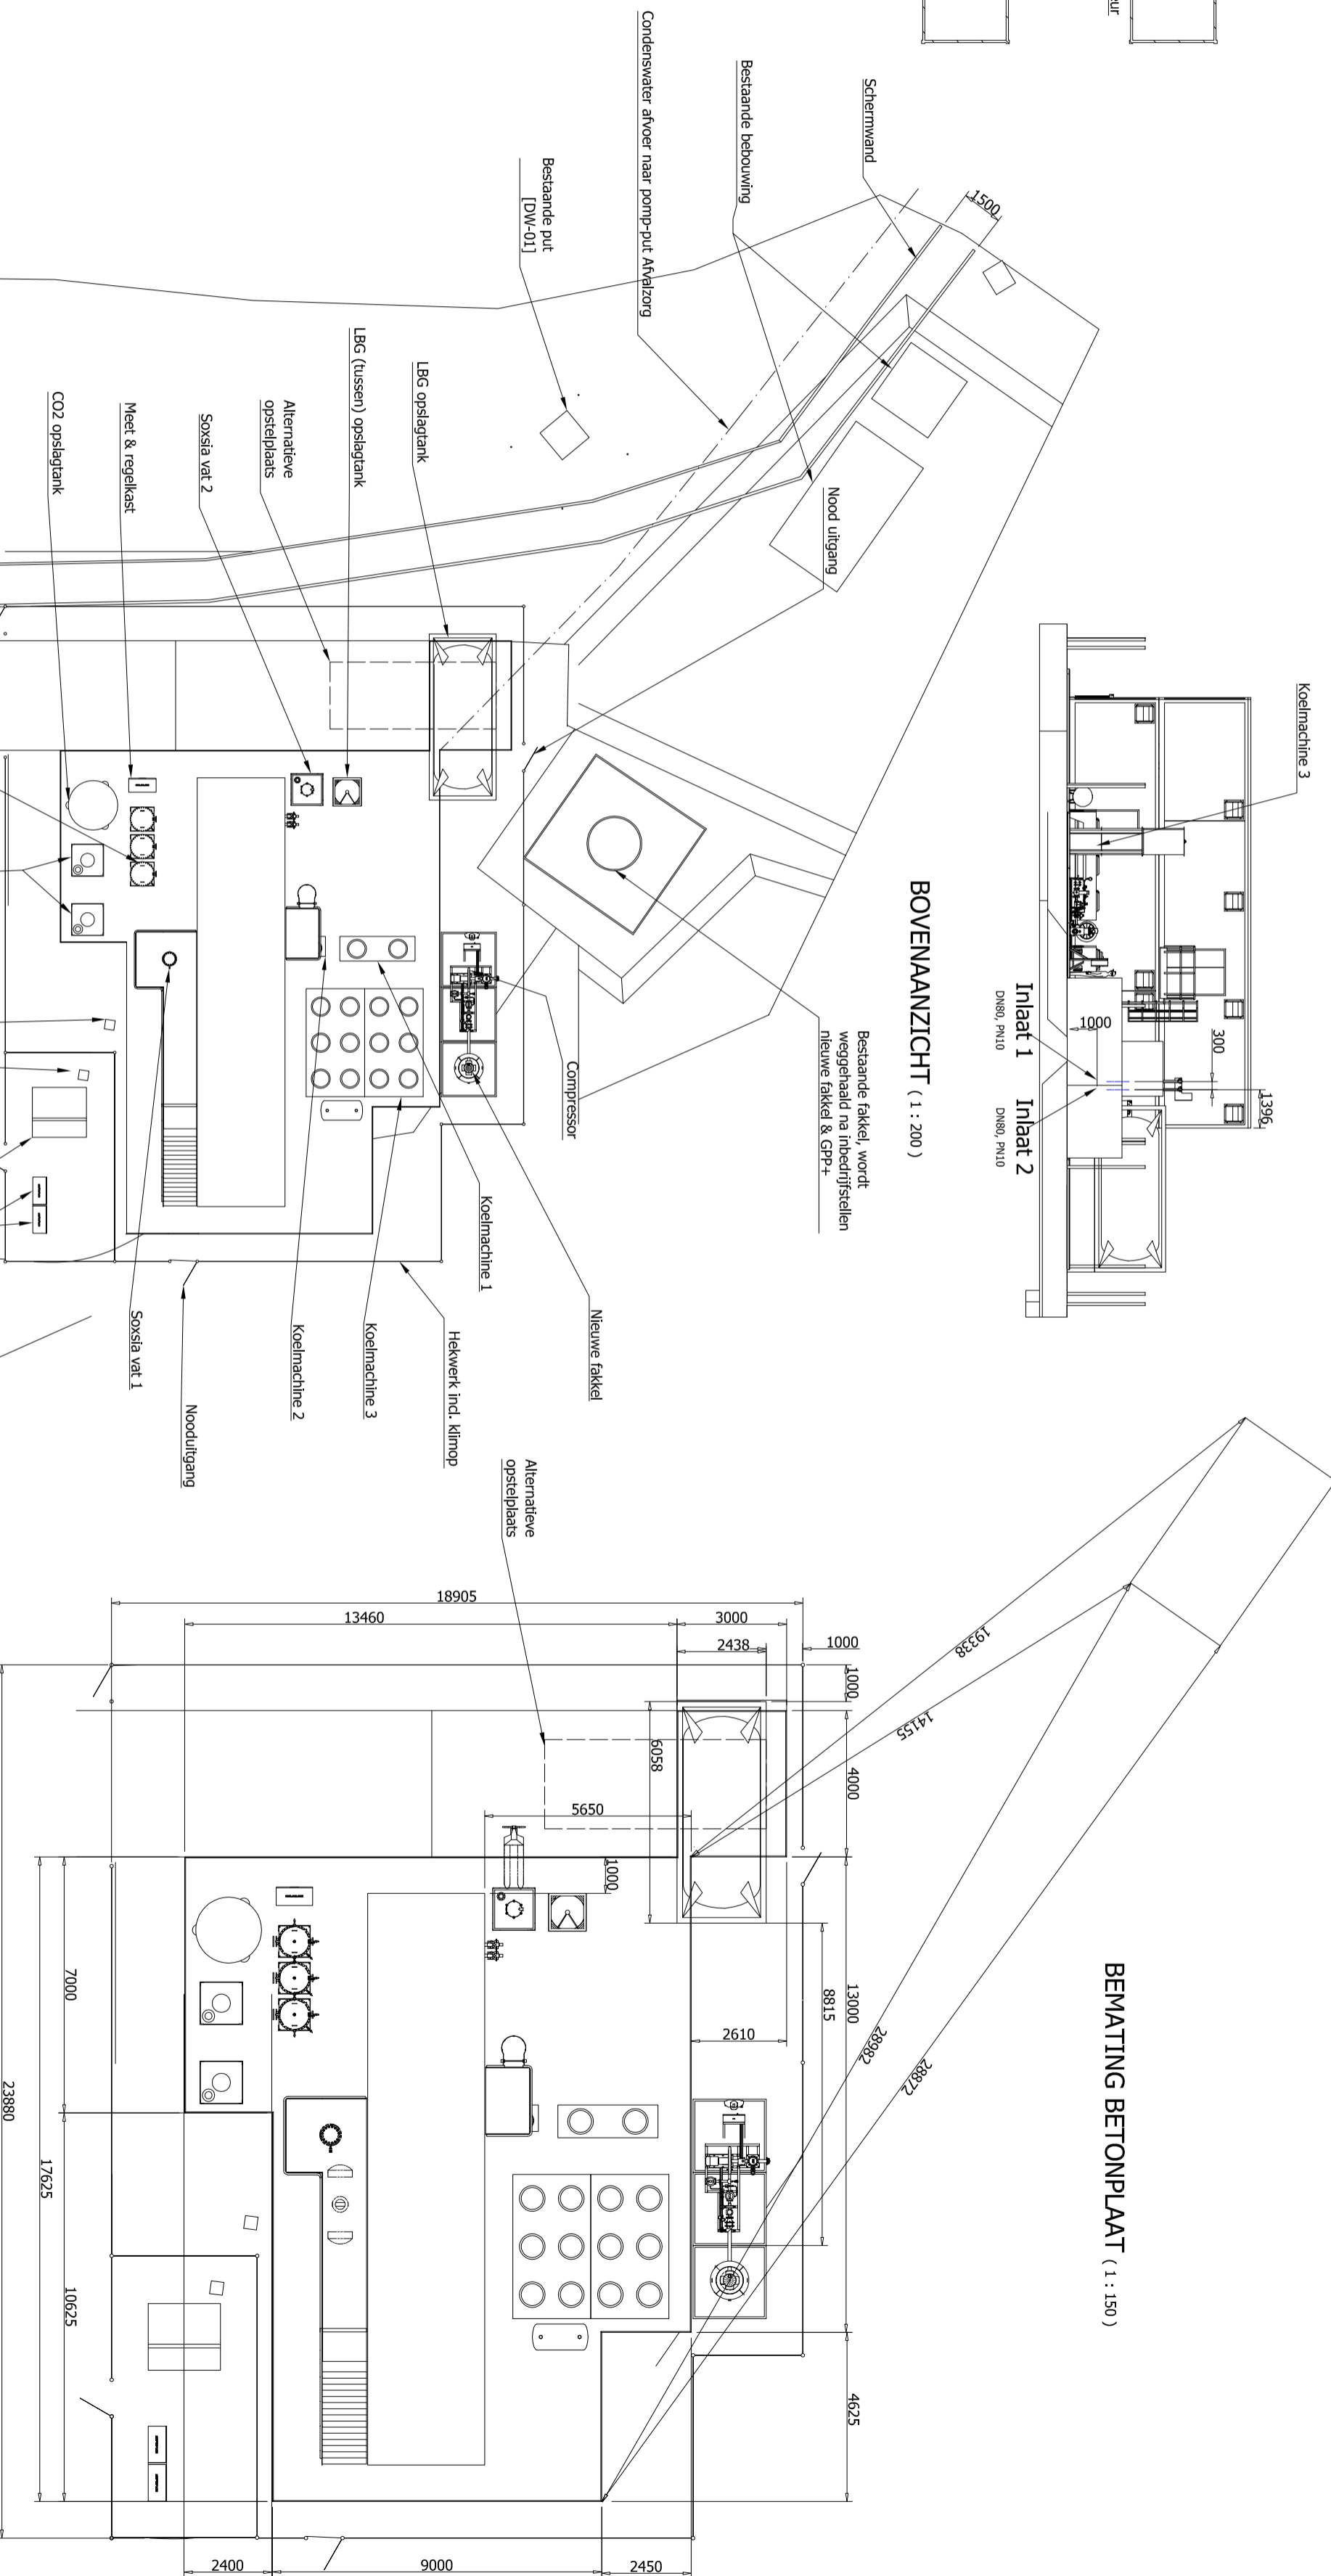 eur
Koelmachine 3
Inlaat 1
DN80, PN10
Inlaat 2
DN80, PN10
1000
300
1396
BOVENAANZICHT ( 1 : 200 )
1500
Schermwand
Bestaande bebouwing
Condenswater afvoer naar pomp-put Afvalzorg
Bestaande put
[DW-01]
Nood uitgang
LBG opslagtank
LBG (tussen) opslagtank
Alternatieve
opstelplaats
Soxsia vat 2
Meet & regelkast
CO2 opslagtank
Bestaande fakkel, wordt
weggehaald na inbedrijfstellen
nieuwe fakkel & GPP+
Compressor
Nieuwe fakkel
Koelmachine 1
Hekwerk incl. klimop
Koelmachine 3
Koelmachine 2
Nooduitgang
Soxsia vat 1
BEMATING BETONPLAAT ( 1 : 150 )
Alternatieve
opstelplaats
18905
13460
3000
2438
1000
1000
4000
13000
4625
19338
14155
28982
28872
6058
5650
1000
8815
2610
7000
10625
17625
23880
2400
9000
2450